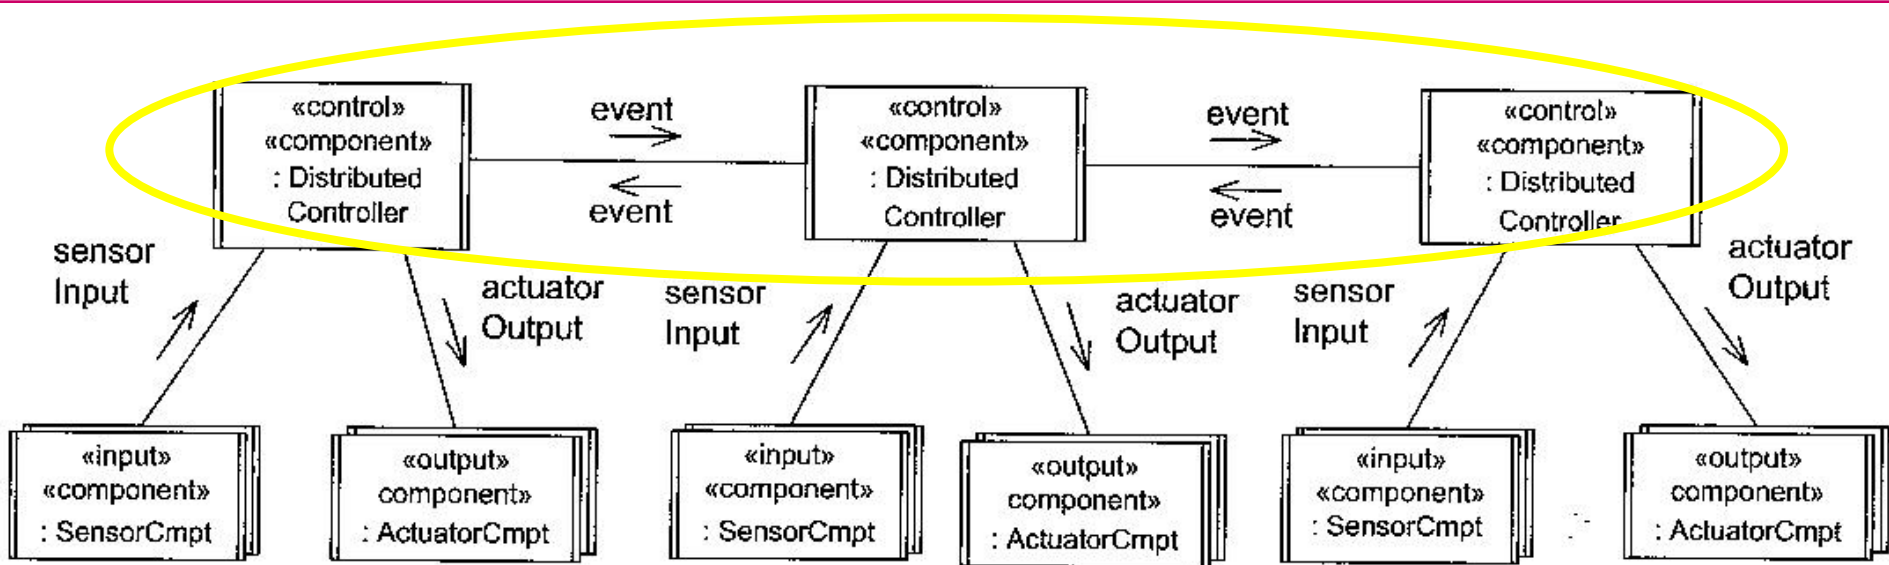 «control»
«component»
: Distributed
Controller
event
event
«control»
«component»
: Distributed
Controller
event
event
«control»
«component»
: Distributed
Controller
sensor
Input
actuator
Output
sensor
Input
actuator
Output
sensor
Input
actuator
Output
«input»
«component»
: SensorCmpt
«output»
component»
: ActuatorCmpt
«input»
«component»
: SensorCmpt
«output»
component»
: ActuatorCmpt
«input»
«component»
: SensorCmpt
«output»
component»
: ActuatorCmpt